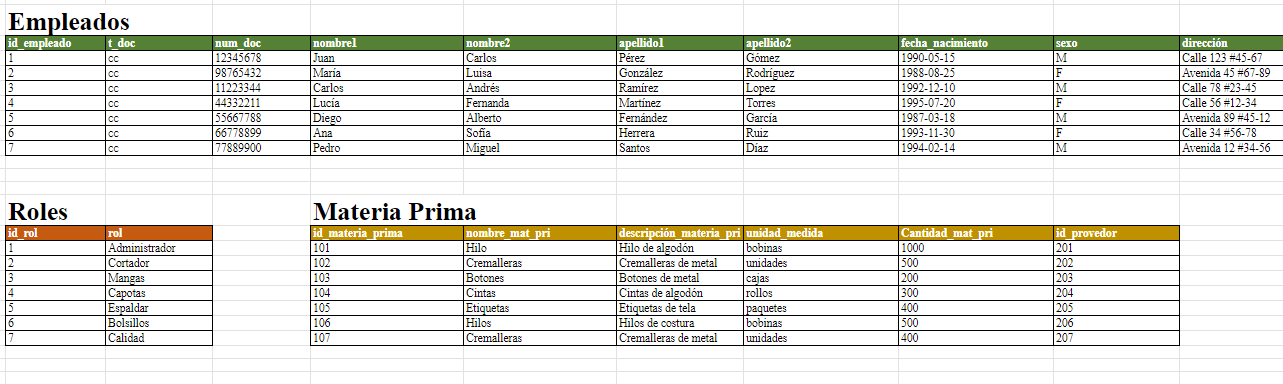 Empleados
id_empleado t_doc num_doc nombre1 nombre2 apellido1 apellido2 fecha_nacimiento sexo dirección
1 cc 12345678 Juan Carlos Pérez Gómez 1990-05-15 M Calle 123 #45-67
2 cc 98765432 María Luisa González Rodríguez 1988-08-25 F Avenida 45 #67-89
3 cc 11223344 Carlos Andrés Ramírez Lopez 1992-12-10 M Calle 78 #23-45
4 cc 44332211 Lucía Fernanda Martínez Torres 1995-07-20 F Calle 56 #12-34
5 cc 55667788 Diego Alberto Fernández García 1987-03-18 M Avenida 89 #45-12
6 cc 66778899 Ana Sofía Herrera Ruiz 1993-11-30 F Calle 34 #56-78
7 cc 77889900 Pedro Miguel Santos Díaz 1994-02-14 M Avenida 12 #34-56
Roles
id_rol rol
1 Administrador
2 Cortador
3 Mangas
4 Capotas
5 Espaldar
6 Bolsillos
7 Calidad
Materia Prima
id_materia_prima nombre_mat_pri descripción_materia_pri unidad_medida Cantidad_mat_pri id_provedor
101 Hilo Hilo de algodón bobinas 1000 201
102 Cremalleras Cremalleras de metal unidades 500 202
103 Botones Botones de metal cajas 200 203
104 Cintas Cintas de algodón rollos 300 204
105 Etiquetas Etiquetas de tela paquetes 400 205
106 Hilos Hilos de costura bobinas 500 206
107 Cremalleras Cremalleras de metal unidades 400 207